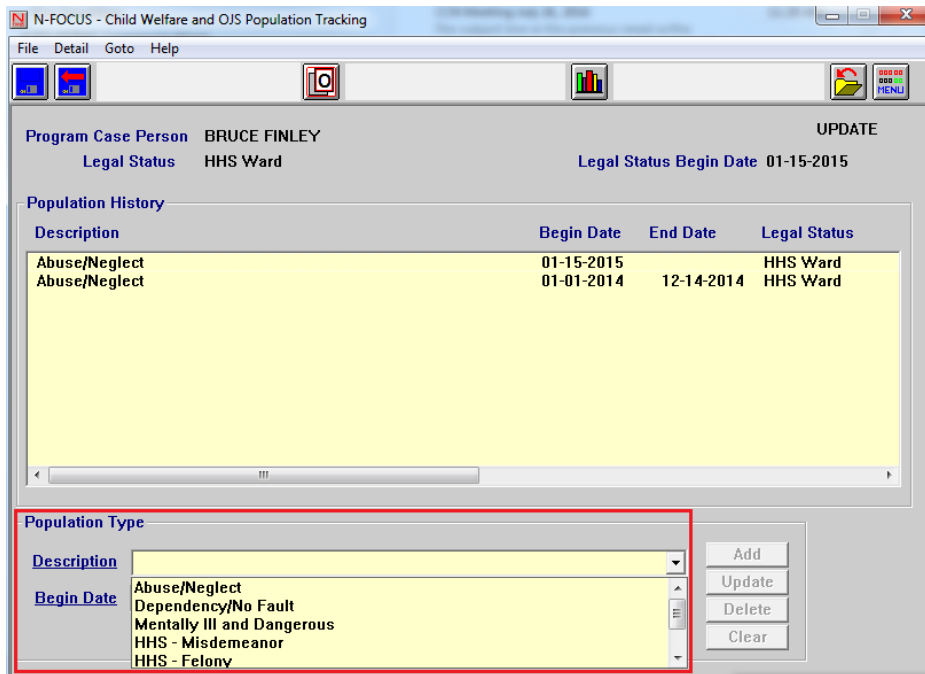 N-FOCUS - Child Welfare and OJS Population Tracking
File Detail Goto Help
MENU
UPDATE
Program Case Person BRUCE FINLEY
Legal Status HHS Ward Legal Status Begin Date 01-15-2015
Population History
Description Begin Date End Date Legal Status
Abuse/Neglect 01-15-2015 HHS Ward
Abuse/Neglect 01-01-2014 12-14-2014 HHS Ward
Population Type
Description
Begin Date
Abuse/Neglect
Dependency/No Fault
Mentally Ill and Dangerous
HHS - Misdemeanor
HHS - Felony
Add
Update
Delete
Clear